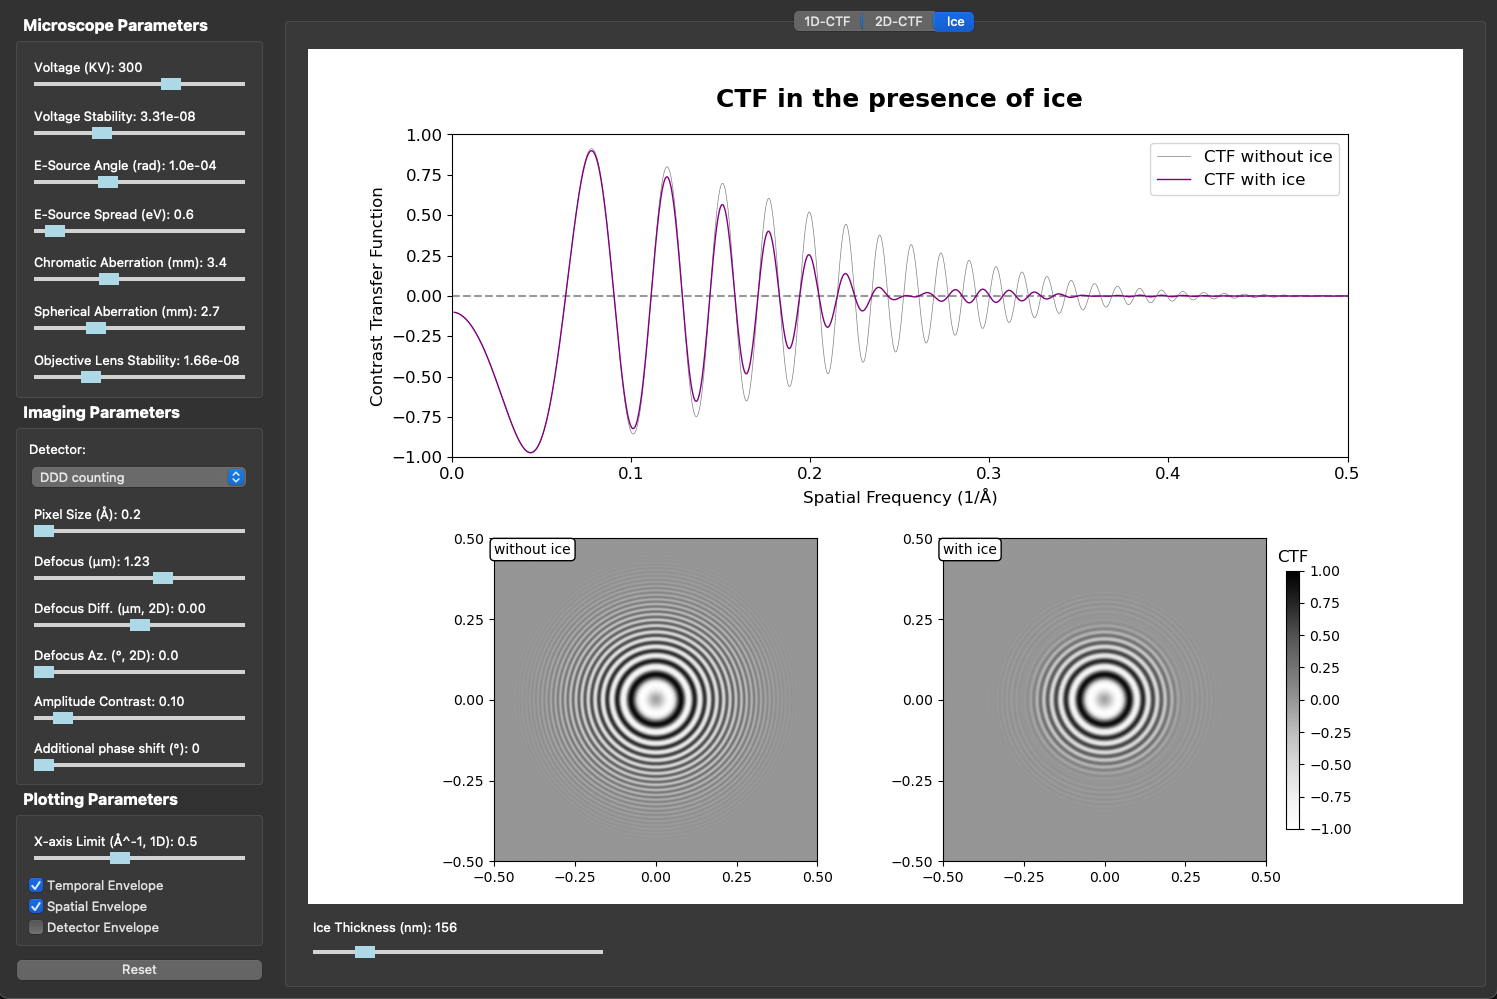 Microscope Parameters
Voltage (KV): 300
Voltage Stability: 3.31e-08
E-Source Angle (rad): 1.0e-04
E-Source Spread (eV): 0.6
Chromatic Aberration (mm): 3.4
Spherical Aberration (mm): 2.7
Objective Lens Stability: 1.66e-08
Imaging Parameters
Detector:
DDD counting
Pixel Size (Å): 0.2
Defocus (µm): 1.23
Defocus Diff. (µm, 2D): 0.00
Defocus Az. (°, 2D): 0.0
Amplitude Contrast: 0.10
Additional phase shift (°): 0
Plotting Parameters
X-axis Limit (Å^-1, 1D): 0.5
Temporal Envelope
Spatial Envelope
Detector Envelope
Reset
1D-CTF 2D-CTF Ice
CTF in the presence of ice
Contrast Transfer Function
1.00
0.75
0.50
0.25
0.00
−0.25
−0.50
−0.75
−1.00
CTF without ice
CTF with ice
0.0 0.1 0.2 0.3 0.4 0.5
Spatial Frequency (1/Å)
without ice
0.50
0.25
0.00
−0.25
−0.50
−0.50 −0.25 0.00 0.25 0.50
with ice
0.50
0.25
0.00
−0.25
−0.50
−0.50 −0.25 0.00 0.25 0.50
CTF
1.00
0.75
0.50
0.25
0.00
−0.25
−0.50
−0.75
−1.00
Ice Thickness (nm): 156